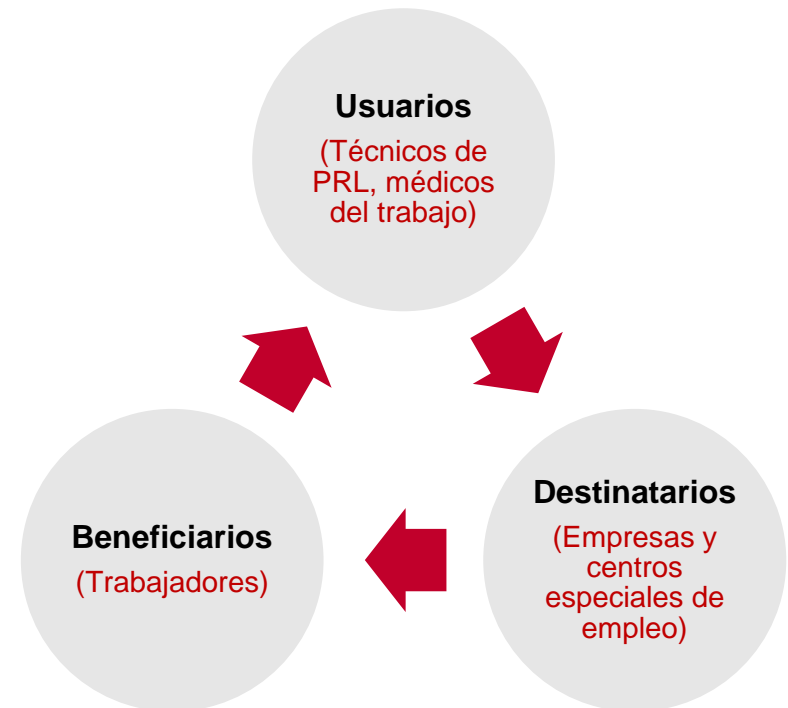 Usuarios
(Técnicos de
PRL, médicos
del trabajo)
Destinatarios
(Empresas y
centros
especiales de
empleo)
Beneficiarios
(Trabajadores)